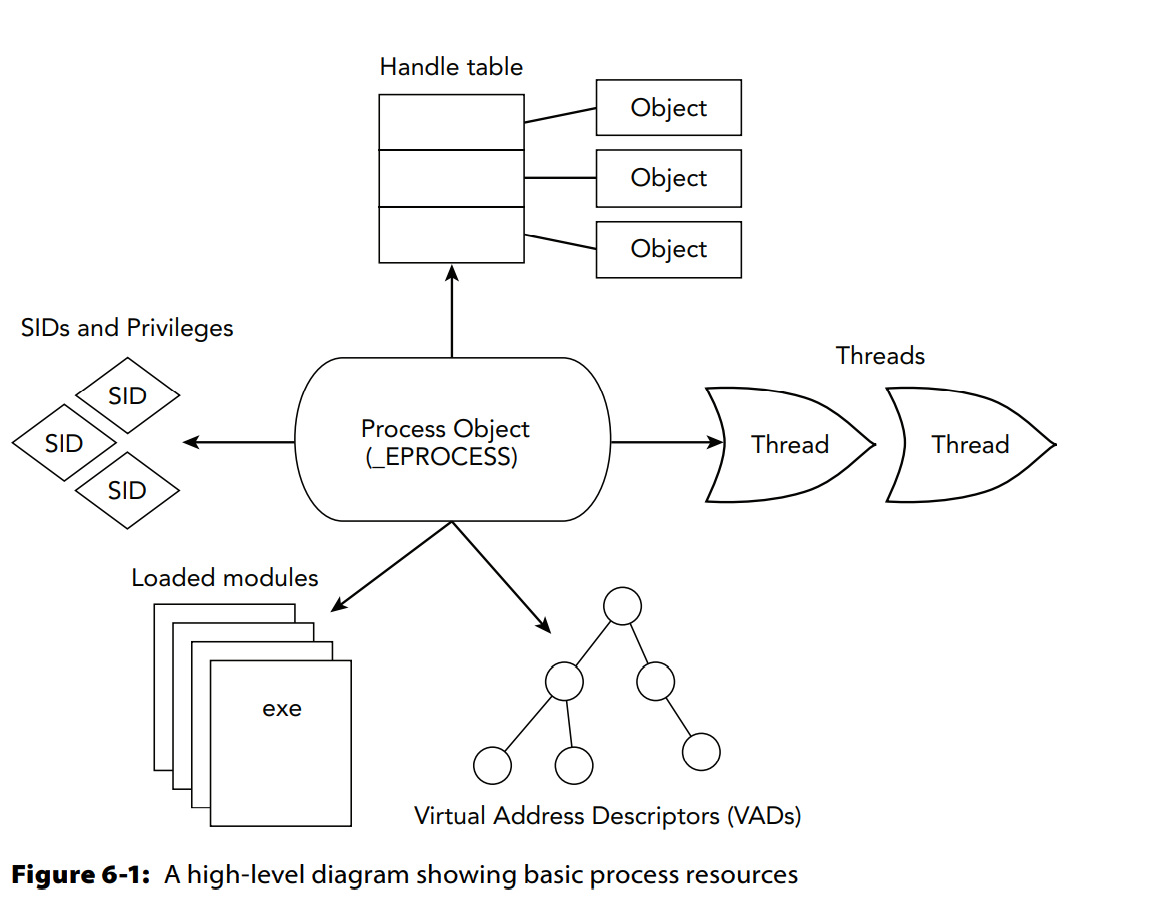 Handle table
Object
Object
Object
SIDs and Privileges
SID
SID
SID
Process Object
(_EPROCESS)
Threads
Thread
Thread
Loaded modules
exe
Virtual Address Descriptors (VADs)
Figure 6-1: A high-level diagram showing basic process resources